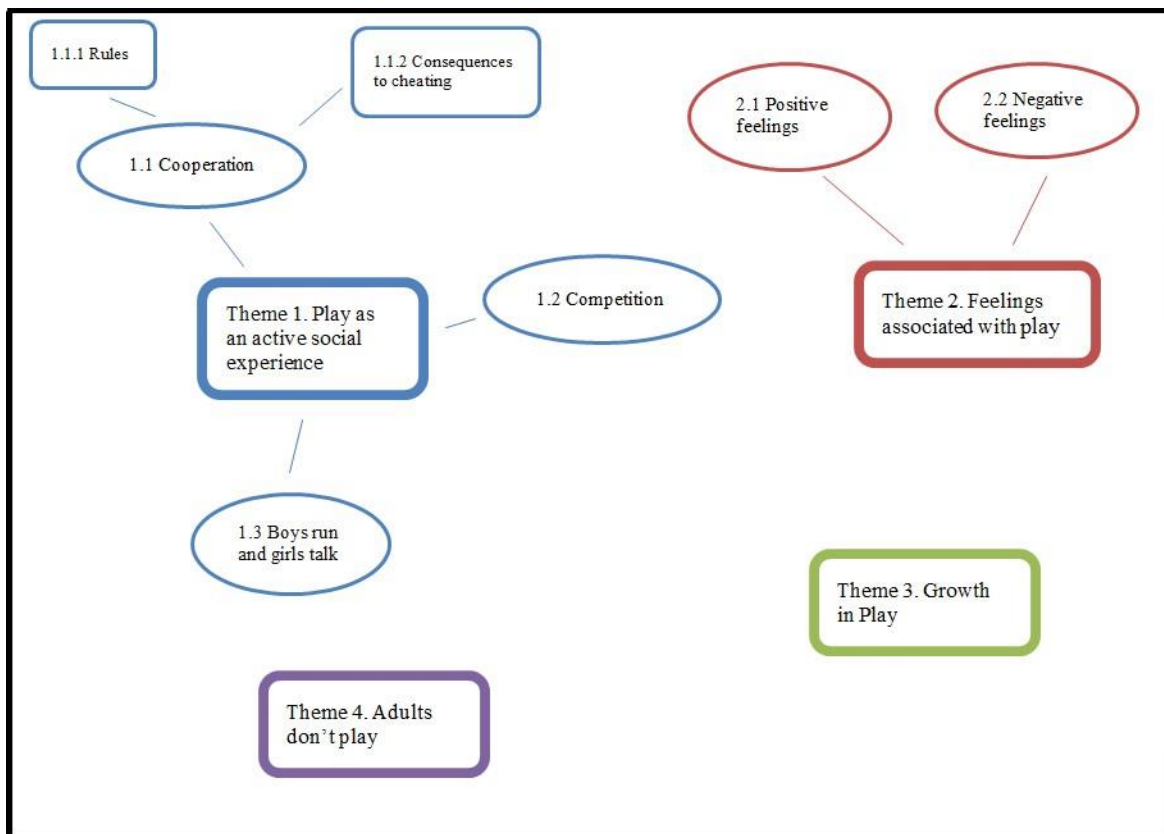 1.1.1 Rules
1.1.2 Consequences
to cheating
1.1 Cooperation
2.1 Positive
feelings
2.2 Negative
feelings
Theme 1. Play as
an active social
experience
1.2 Competition
Theme 2. Feelings
associated with play
1.3 Boys run
and girls talk
Theme 3. Growth
in Play
Theme 4. Adults
don’t play